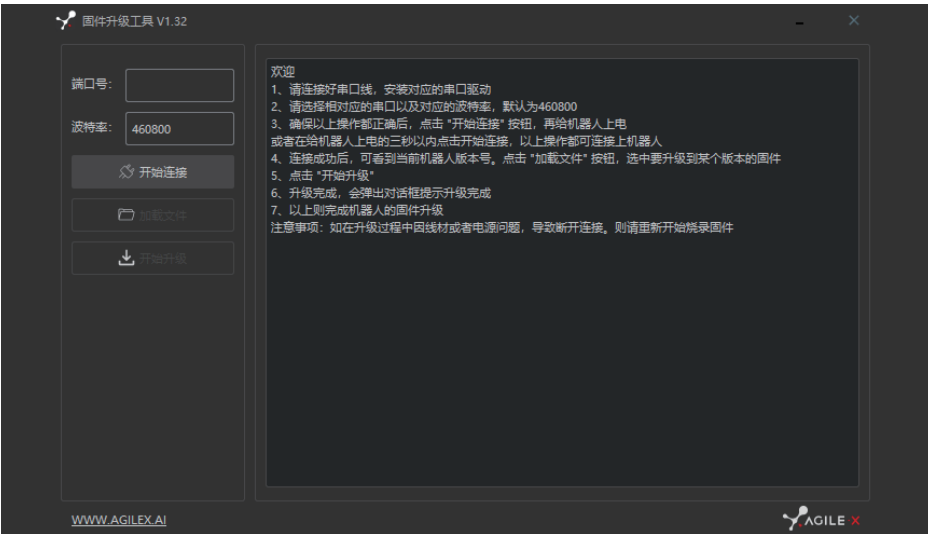 固件升级工具 V1.32
端口号:
波特率:
460800
开始连接
加载文件
开始升级
欢迎
1、请连接好串口线，安装对应的串口驱动
2、请选择相对应的串口以及对应的波特率，默认为460800
3、确保以上操作都正确后，点击 "开始连接" 按钮，再给机器人上电
或者在给机器人上电的三秒以内点击开始连接，以上操作都可连接上机器人
4、连接成功后，可看到当前机器人版本号。点击 "加载文件" 按钮，选中要升级到某个版本的固件
5、点击 "开始升级"
6、升级完成，会弹出对话框提示升级完成
7、以上则完成机器人的固件升级
注意事项：如在升级过程中因线材或者电源问题，导致断开连接。则请重新开始烧录固件
WWW.AGILEX.AI
AGILE·X